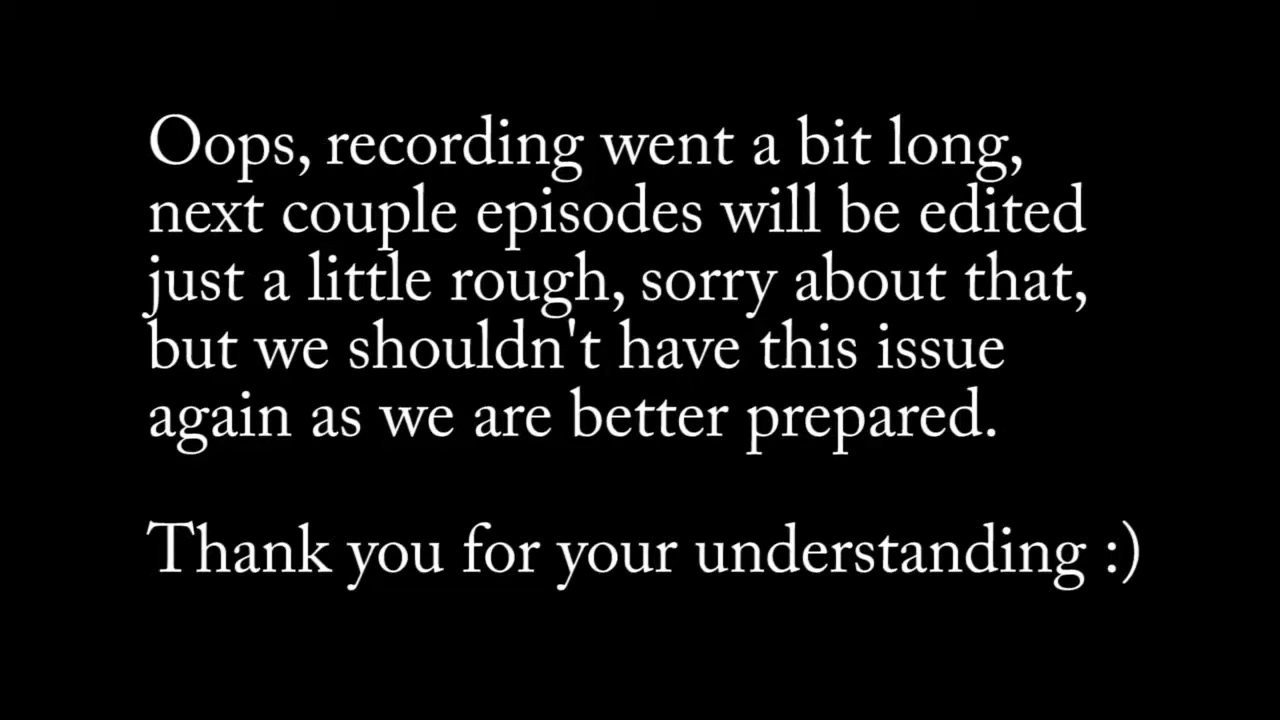 Oops, recording went a bit long,
next couple episodes will be edited
just a little rough, sorry about that,
but we shouldn't have this issue
again as we are better prepared.
Thank you for your understanding :)